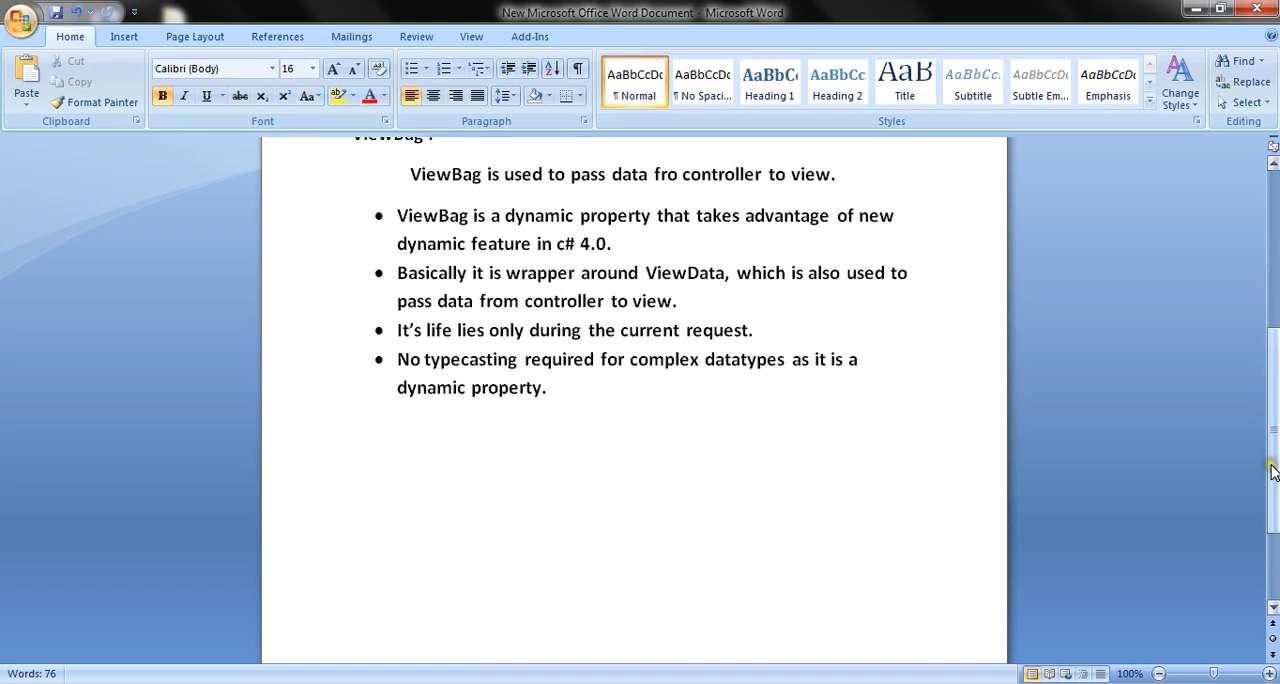 New Microsoft Office Word Document - Microsoft Word
Home Insert Page Layout References Mailings Review View Add-Ins
Paste
Cut
Copy
Format Painter
Clipboard
Calibri (Body) 16
Font
Paragraph
AaBbCcDc AaBbCcDc AaBbCc AaBbCc AaB AaBbCc. AaBbCcDc AaBbCcDc
¶ Normal ¶ No Spaci... Heading 1 Heading 2 Title Subtitle Subtle Em... Emphasis
Change
Styles
Styles
Find
Replace
Select
Editing
ViewBag :
ViewBag is used to pass data fro controller to view.
• ViewBag is a dynamic property that takes advantage of new
dynamic feature in c# 4.0.
• Basically it is wrapper around ViewData, which is also used to
pass data from controller to view.
• It’s life lies only during the current request.
• No typecasting required for complex datatypes as it is a
dynamic property.
Words: 76
100%